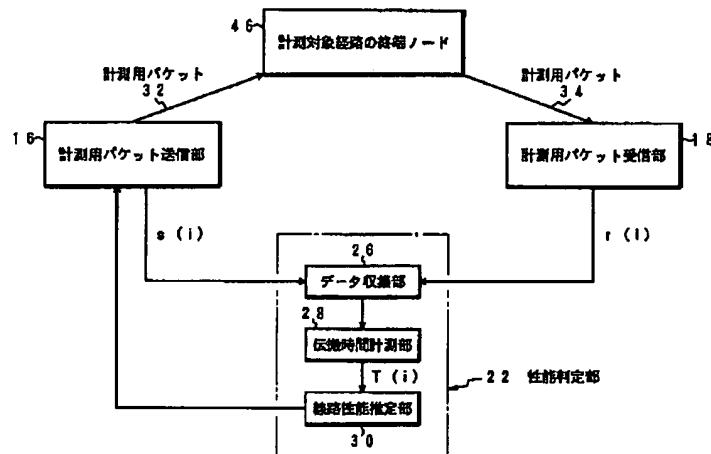 46
計測対象経路の終端ノード
計測用パケット
32
計測用パケット
34
16
計測用パケット送信部
計測用パケット受信部
18
s (i)
r (i)
26
データ収集部
28
伝搬時間計測部
T (i)
22 性能判定部
線路性能推定部
30